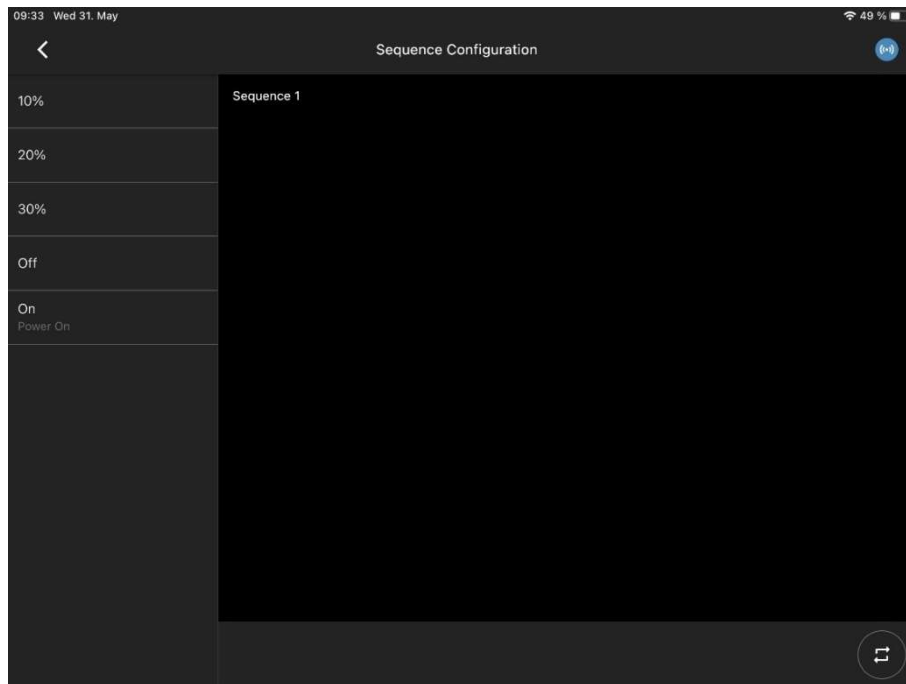 09:33 Wed 31. May
49 %
Sequence Configuration
10%
Sequence 1
20%
30%
Off
On
Power On